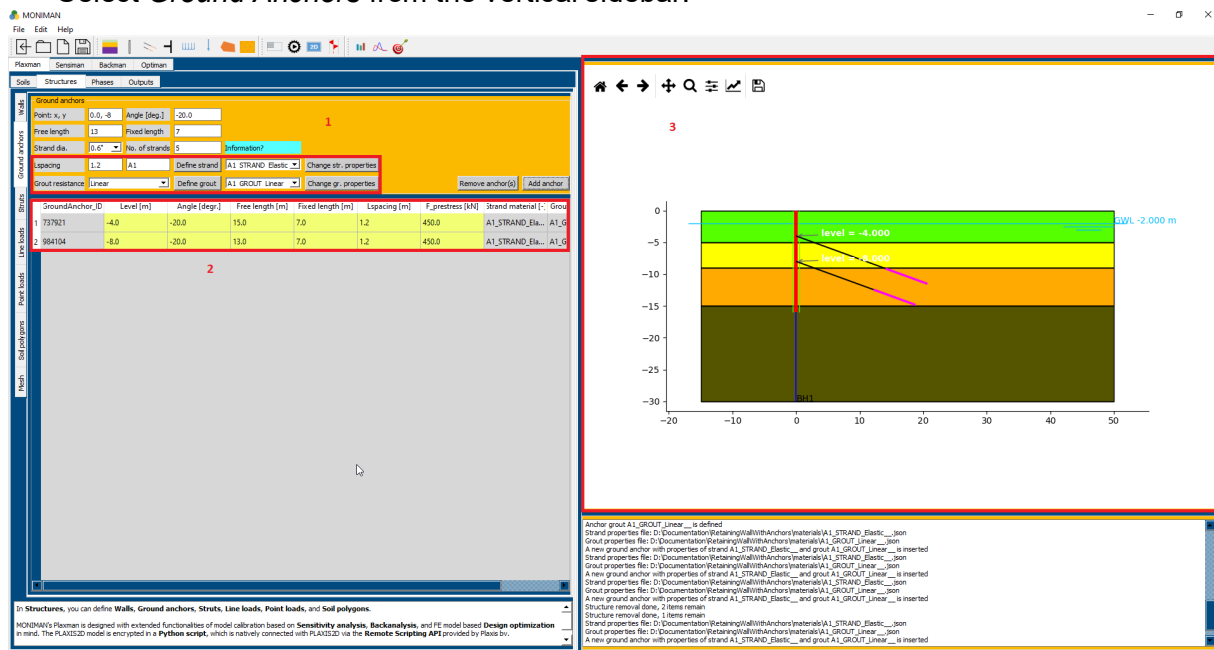 Select Ground Anchors from the vertical sidebar.
MONIMAN
File Edit Help
Plaxman Sensiman Backman Optiman
Soils Structures Phases Outputs
Walls
Ground anchors
Struts
Line loads
Point loads
Soil polygons
Mesh
Ground anchors
Point: x, y 0.0, -8 Angle [deg.] -20.0
1
Free length 13 Fixed length 7
Strand dia. 0.6" No. of strands 5 Information?
Lspacing 1.2 A1 Define strand A1 STRAND Elastic Change str. properties
Grout resistance Linear Define grout A1 GROUT Linear Change gr. properties Remove anchor(s) Add anchor
GroundAnchor_ID Level [m] Angle [degr.] Free length [m] Fixed length [m] Lspacing [m] F_prestress [kN] Strand material [-] Grou
1 737921 -4.0 -20.0 15.0 7.0 1.2 450.0 A1_STRAND_Ela... A1_G
2 984104 -8.0 -20.0 13.0 7.0 1.2 450.0 A1_STRAND_Ela... A1_G
2
In Structures, you can define Walls, Ground anchors, Struts, Line loads, Point loads, and Soil polygons.
MONIMAN's Plaxman is designed with extended functionalities of model calibration based on Sensitivity analysis, Backanalysis, and FE model based Design optimization
in mind. The PLAXIS2D model is encrypted in a Python script, which is natively connected with PLAXIS2D via the Remote Scripting API provided by Plaxis bv.
3
0
−5
−10
−15
−20
−25
−30
−20 −10 0 10 20 30 40 50
GWL -2.000 m
level = -4.000
BH1
Anchor grout A1_GROUT_Linear__ is defined
Strand properties file: D:\Documentation\RetainingWallWithAnchors\materials\A1_STRAND_Elastic__.json
Grout properties file: D:\Documentation\RetainingWallWithAnchors\materials\A1_GROUT_Linear__.json
A new ground anchor with properties of strand A1_STRAND_Elastic__ and grout A1_GROUT_Linear__ is inserted
Strand properties file: D:\Documentation\RetainingWallWithAnchors\materials\A1_STRAND_Elastic__.json
Grout properties file: D:\Documentation\RetainingWallWithAnchors\materials\A1_GROUT_Linear__.json
A new ground anchor with properties of strand A1_STRAND_Elastic__ and grout A1_GROUT_Linear__ is inserted
Strand properties file: D:\Documentation\RetainingWallWithAnchors\materials\A1_STRAND_Elastic__.json
Grout properties file: D:\Documentation\RetainingWallWithAnchors\materials\A1_GROUT_Linear__.json
A new ground anchor with properties of strand A1_STRAND_Elastic__ and grout A1_GROUT_Linear__ is inserted
Structure removal done, 2 items remain
Structure removal done, 1 items remain
Strand properties file: D:\Documentation\RetainingWallWithAnchors\materials\A1_STRAND_Elastic__.json
Grout properties file: D:\Documentation\RetainingWallWithAnchors\materials\A1_GROUT_Linear__.json
A new ground anchor with properties of strand A1_STRAND_Elastic__ and grout A1_GROUT_Linear__ is inserted